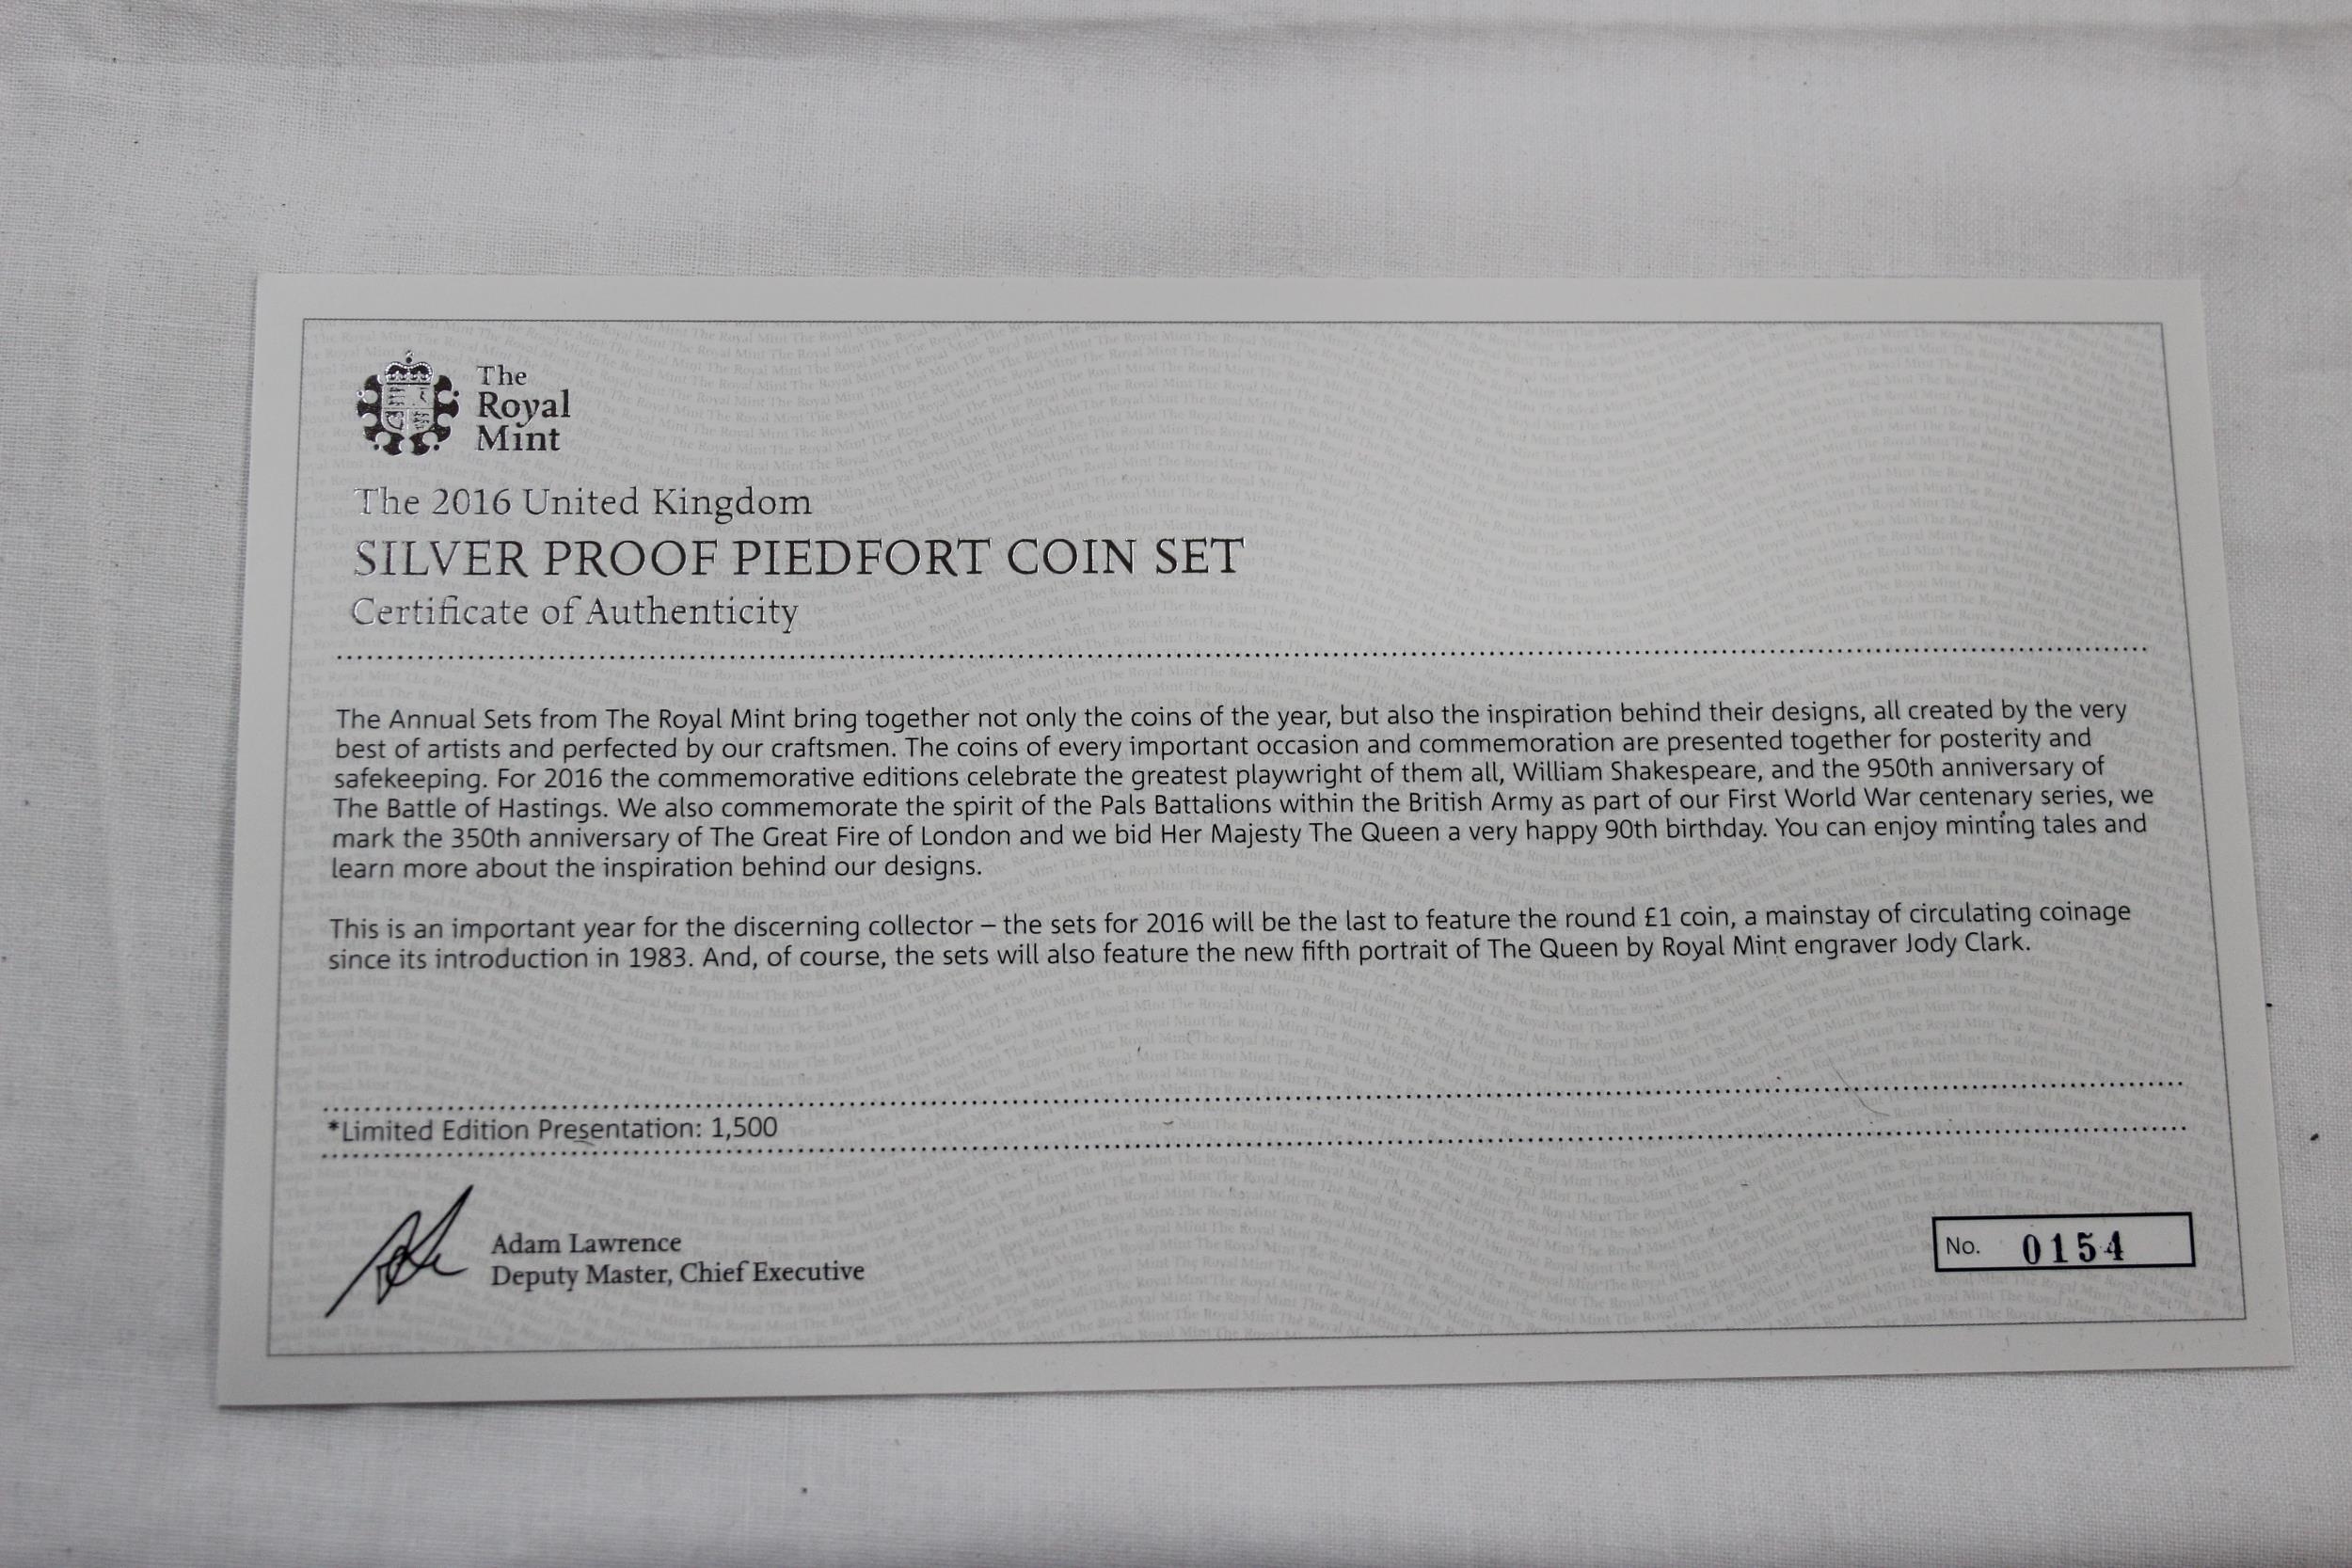 The
Royal
Mint
The 2016 United Kingdom
SILVER PROOF PIEDFORT COIN SET
Certificate of Authenticity
The Annual Sets from The Royal Mint bring together not only the coins of the year, but also the inspiration behind their designs, all created by the very
best of artists and perfected by our craftsmen. The coins of every important occasion and commemoration are presented together for posterity and
safekeeping. For 2016 the commemorative editions celebrate the greatest playwright of them all, William Shakespeare, and the 950th anniversary of
The Battle of Hastings. We also commemorate the spirit of the Pals Battalions within the British Army as part of our First World War centenary series, we
mark the 350th anniversary of The Great Fire of London and we bid Her Majesty The Queen a very happy 90th birthday. You can enjoy minting tales and
learn more about the inspiration behind our designs.
This is an important year for the discerning collector – the sets for 2016 will be the last to feature the round £1 coin, a mainstay of circulating coinage
since its introduction in 1983. And, of course, the sets will also feature the new fifth portrait of The Queen by Royal Mint engraver Jody Clark.
*Limited Edition Presentation: 1,500
Adam Lawrence
Deputy Master, Chief Executive
No. 0154